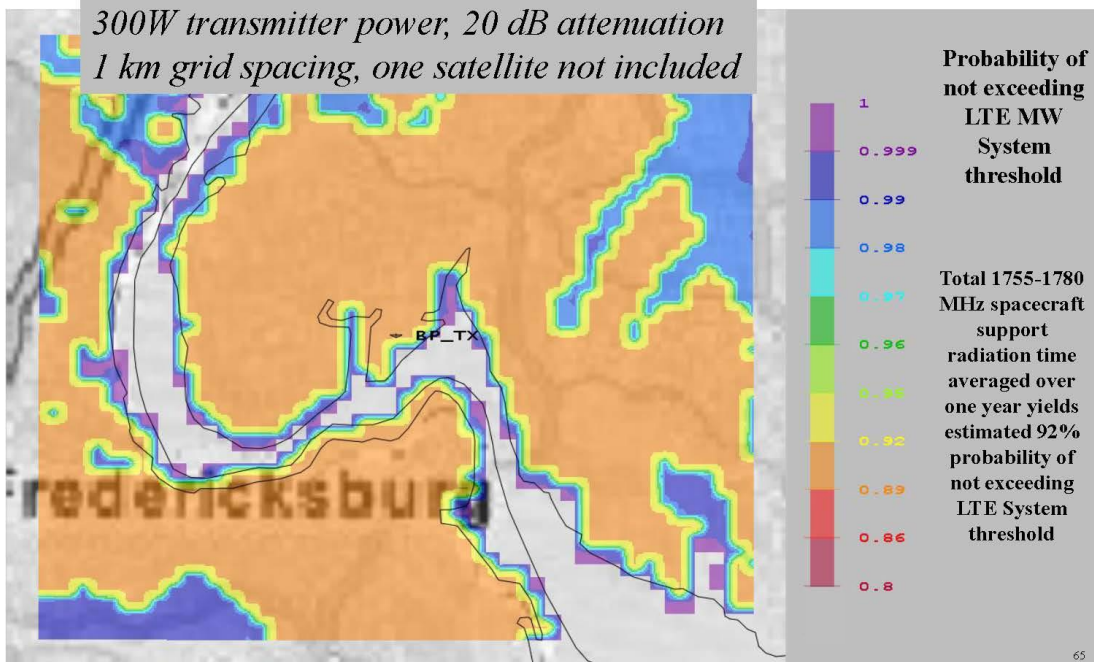 300W transmitter power, 20 dB attenuation
1 km grid spacing, one satellite not included
Probability of
not exceeding
LTE MW
System
threshold
1
0.999
0.99
0.98
0.97
0.96
0.95
0.92
0.89
0.86
0.8
Total 1755-1780
MHz spacecraft
support
radiation time
averaged over
one year yields
estimated 92%
probability of
not exceeding
LTE System
threshold
BP_TX
Fredericksburg
65